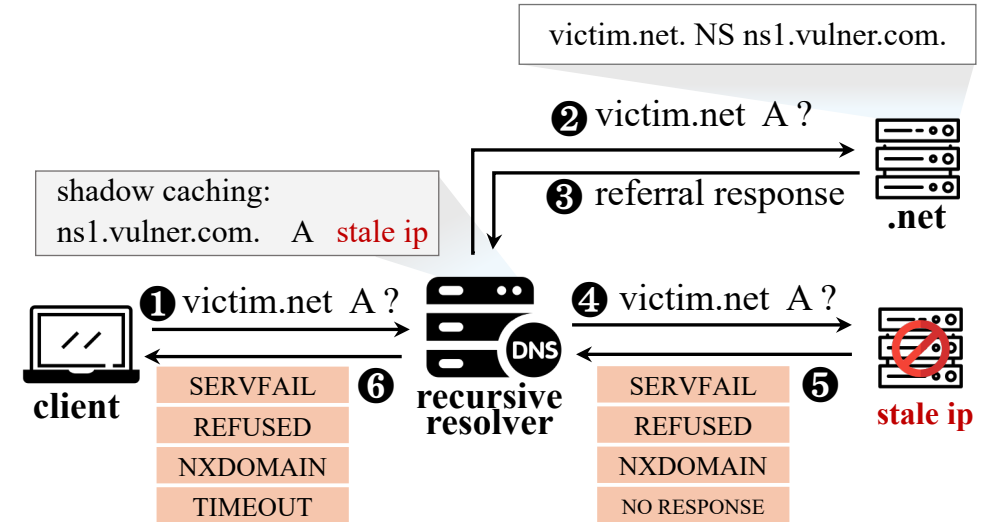 victim.net. NS ns1.vulner.com.
❷ victim.net A ?
❸ referral response
.net
shadow caching:
ns1.vulner.com. A stale ip
❶ victim.net A ?
❹ victim.net A ?
DNS
client
❻
recursive
resolver
❺
stale ip
SERVFAIL
REFUSED
NXDOMAIN
TIMEOUT
SERVFAIL
REFUSED
NXDOMAIN
NO RESPONSE